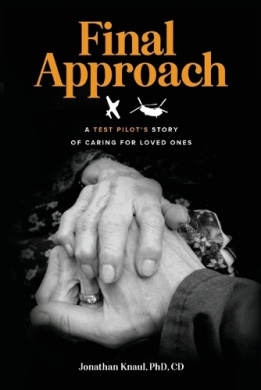 Final
Approach
A TEST PILOT'S STORY
OF CARING FOR LOVED ONES
Jonathan Knaul, PhD, CD